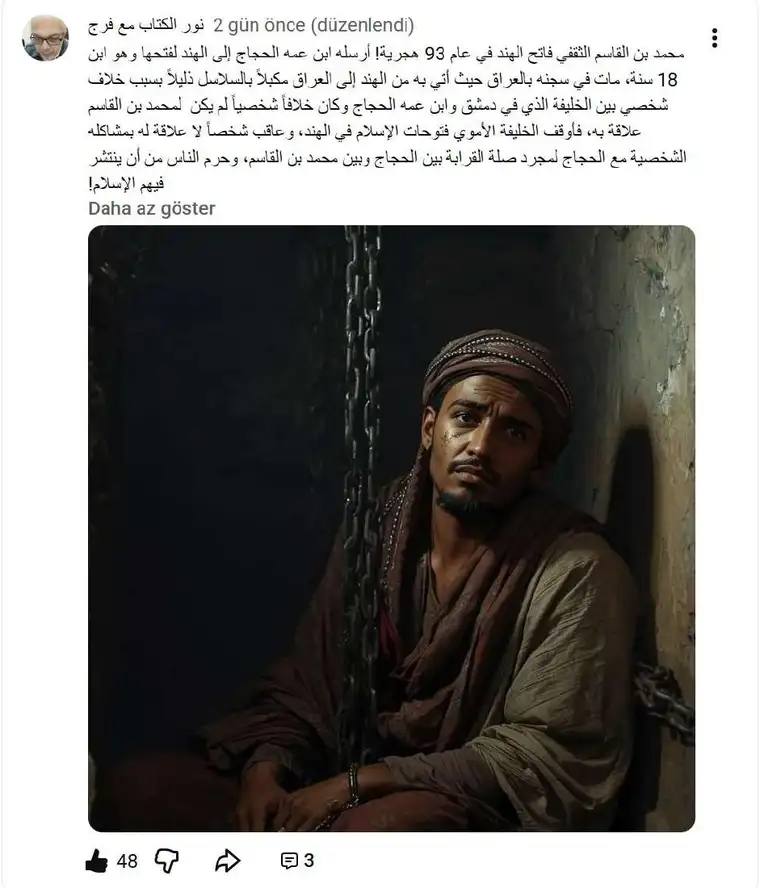 نور الكتاب مع فرج 2 gün önce (düzenlendi)
محمد بن القاسم الثقفي فاتح الهند في عام 93 هجرية! أرسله ابن عمه الحجاج إلى الهند لفتحها وهو ابن
18 سنة، مات في سجنه بالعراق حيث أتي به من الهند إلى العراق مكبلاً بالسلاسل ذليلاً بسبب خلاف
شخصي بين الخليفة الذي في دمشق وابن عمه الحجاج وكان خلافاً شخصياً لم يكن لمحمد بن القاسم
علاقة به، فأوقف الخليفة الأموي فتوحات الإسلام في الهند، وعاقب شخصاً لا علاقة له بمشاكله
الشخصية مع الحجاج لمجرد صلة القرابة بين الحجاج وبين محمد بن القاسم، وحرم الناس من أن ينتشر
فيهم الإسلام!
Daha az göster
48
3